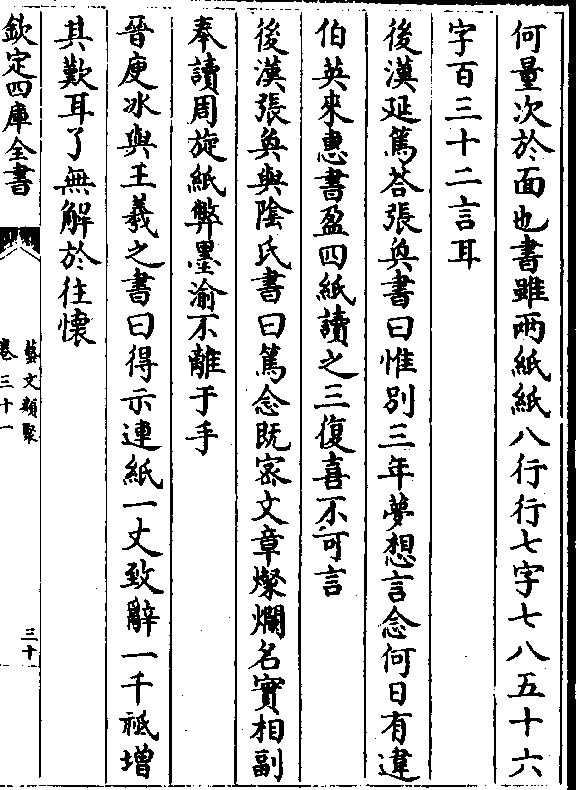 何量次於面也書雖兩紙紙八行行七字七八五十六
字百三十二言耳
後漢延篤荅張奐書曰惟別三年夢想言念何日有違
伯英來惠書盈四紙讀之三復喜不可言
後漢張奐與陰氏書曰篤念既密文章燦爛名實相副
奉讀周旋紙弊墨渝不離于手
晉庾冰與王羲之書曰得示連紙一丈致辭一千祗增
其歎耳了無解於往懷
欽定四庫全書
藝文類聚
卷三十一
三十